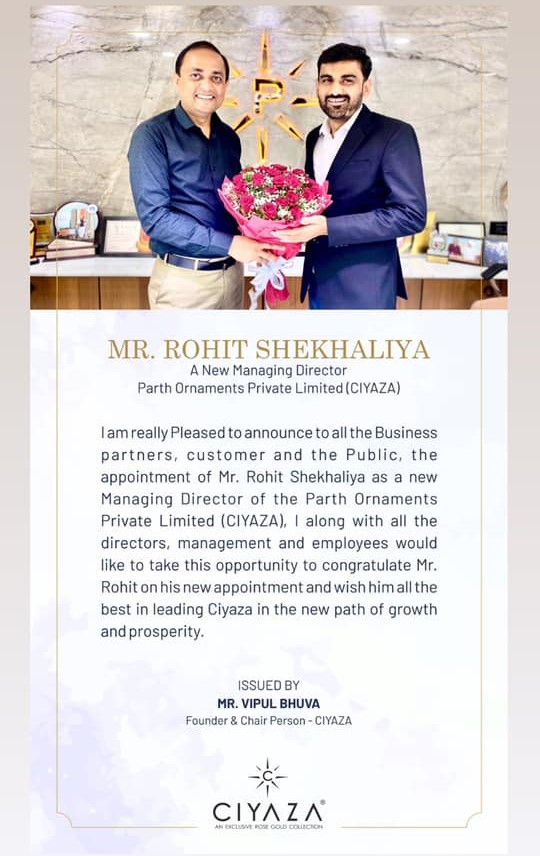 P
MR. ROHIT SHEKHALIYA
A New Managing Director
Parth Ornaments Private Limited (CIYAZA)
I am really Pleased to announce to all the Business
partners, customer and the Public, the
appointment of Mr. Rohit Shekhaliya as a new
Managing Director of the Parth Ornaments
Private Limited (CIYAZA), I along with all the
directors, management and employees would
like to take this opportunity to congratulate Mr.
Rohit on his new appointment and wish him all the
best in leading Ciyaza in the new path of growth
and prosperity.
ISSUED BY
MR. VIPUL BHUVA
Founder & Chair Person - CIYAZA
C
CIYAZA®
AN EXCLUSIVE ROSE GOLD COLLECTION